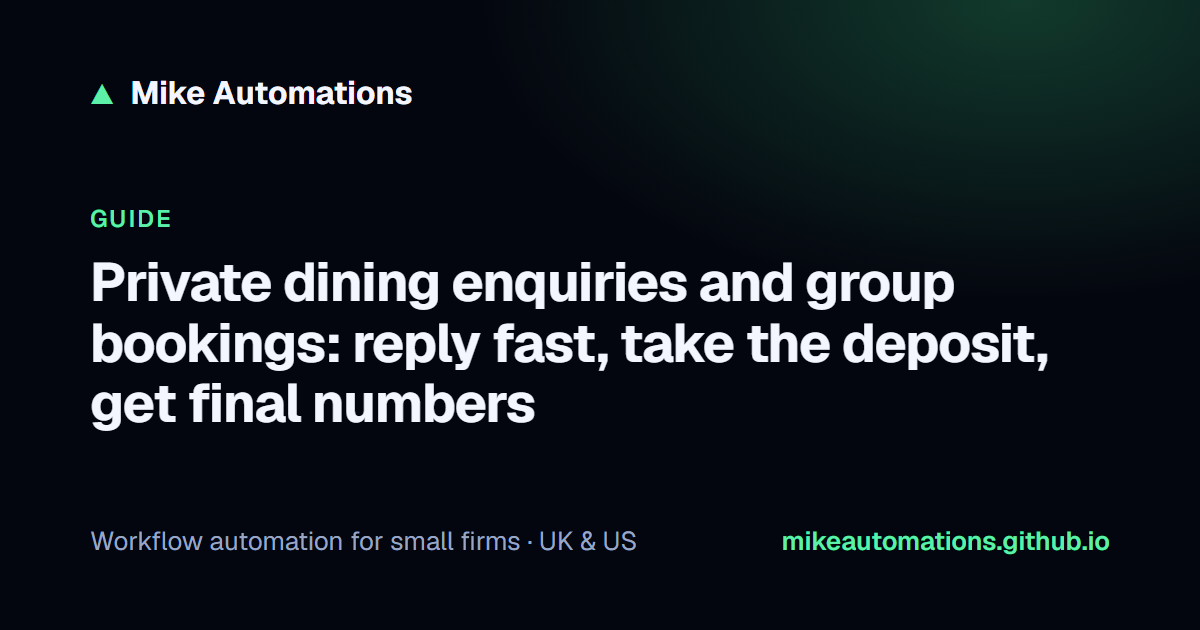 Mike Automations
GUIDE
Private dining enquiries and group
bookings: reply fast, take the deposit,
get final numbers
Workflow automation for small firms · UK & US
mikeautomations.github.io